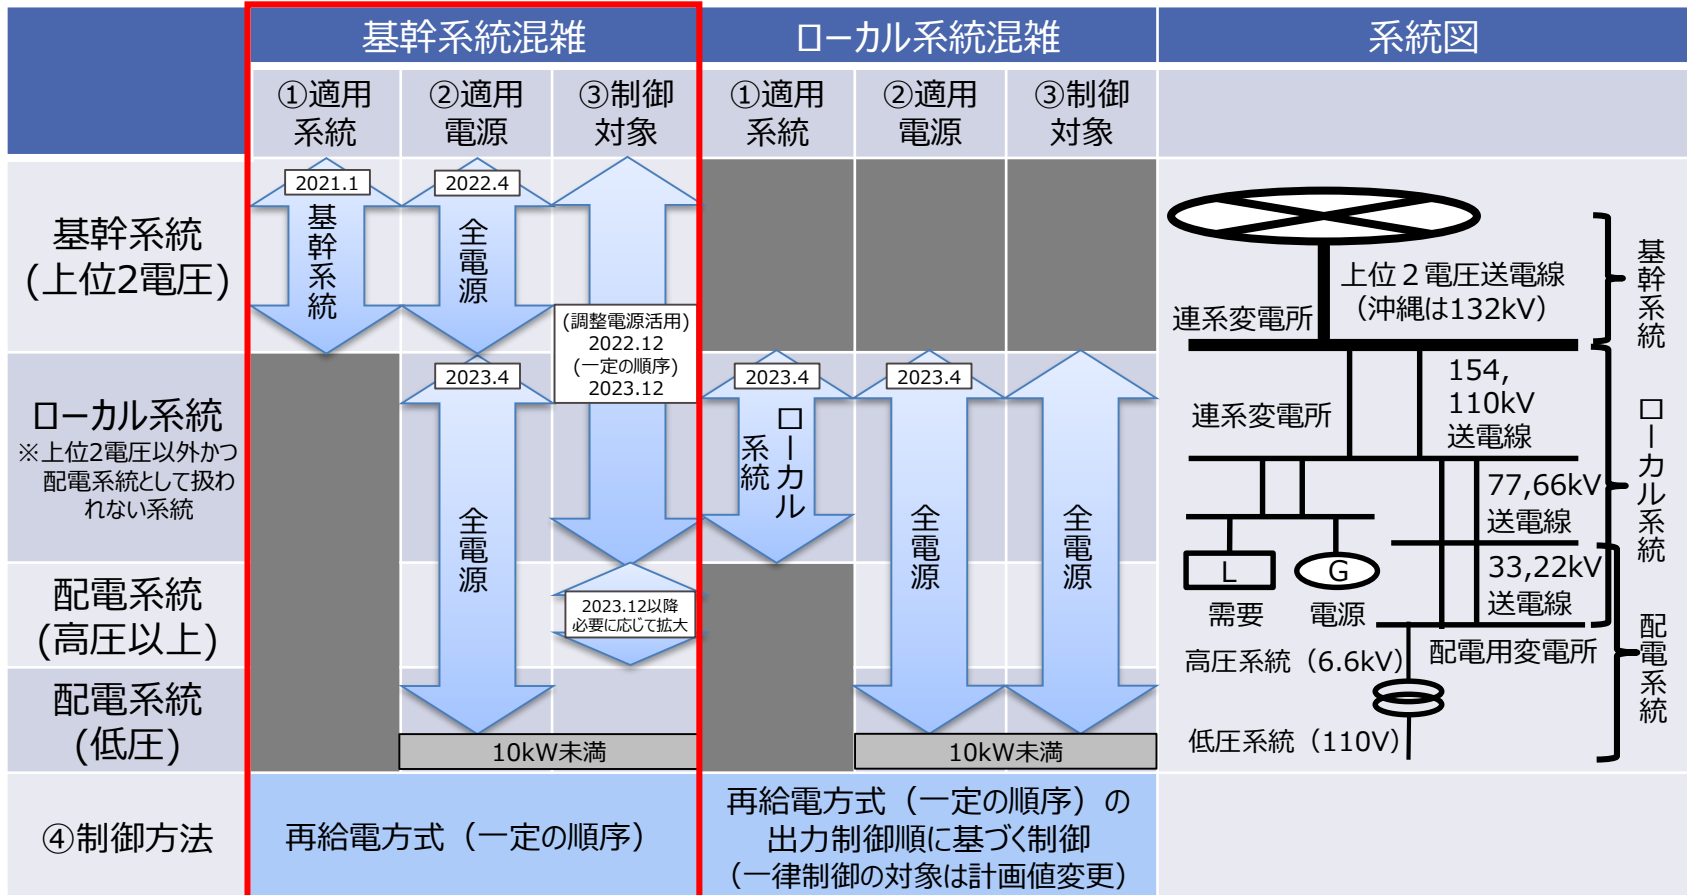 基幹系統混雑
ローカル系統混雑
系統図
①適用
系統
②適用
電源
③制御
対象
①適用
系統
②適用
電源
③制御
対象
基幹系統
(上位2電圧)
2021.1
基幹系統
2022.4
全電源
(調整電源活用)
2022.12
(一定の順序)
2023.12
ローカル系統
※上位2電圧以外かつ
配電系統として扱わ
れない系統
2023.4
全電源
2023.4
ローカル
系統
2023.4
全電源
全電源
配電系統
(高圧以上)
2023.12以降
必要に応じて拡大
配電系統
(低圧)
10kW未満
10kW未満
④制御方法
再給電方式（一定の順序）
再給電方式（一定の順序）の
出力制御順に基づく制御
（一律制御の対象は計画値変更）
上位２電圧送電線
（沖縄は132kV）
連系変電所
基幹系統
154,
110kV
送電線
連系変電所
ローカル系統
77,66kV
送電線
L
G
33,22kV
送電線
需要
電源
配電系統
高圧系統（6.6kV）
配電用変電所
低圧系統（110V）